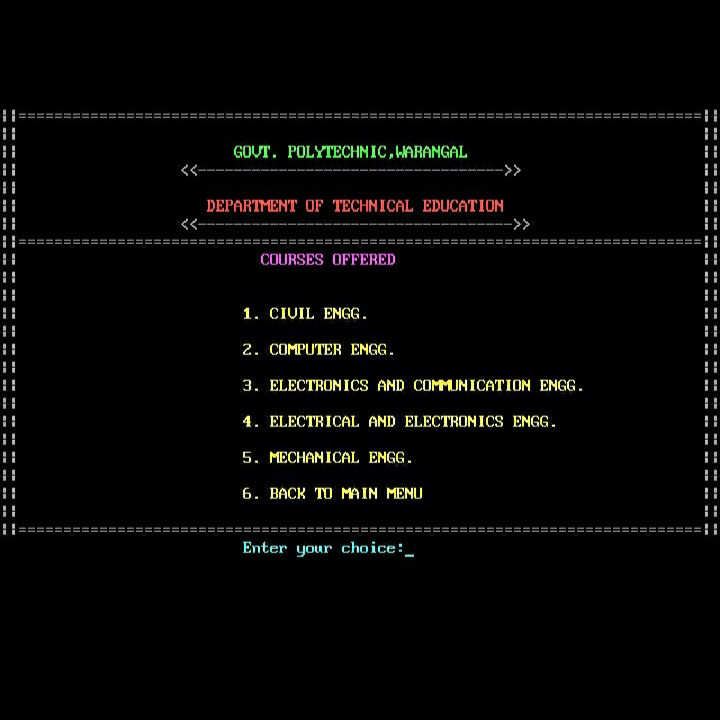 GOVT. POLYTECHNIC,WARANGAL
<<---------------------------------->>
DEPARTMENT OF TECHNICAL EDUCATION
<<----------------------------------->>
COURSES OFFERED
1. CIVIL ENGG.
2. COMPUTER ENGG.
3. ELECTRONICS AND COMMUNICATION ENGG.
4. ELECTRICAL AND ELECTRONICS ENGG.
5. MECHANICAL ENGG.
6. BACK TO MAIN MENU
Enter your choice:_